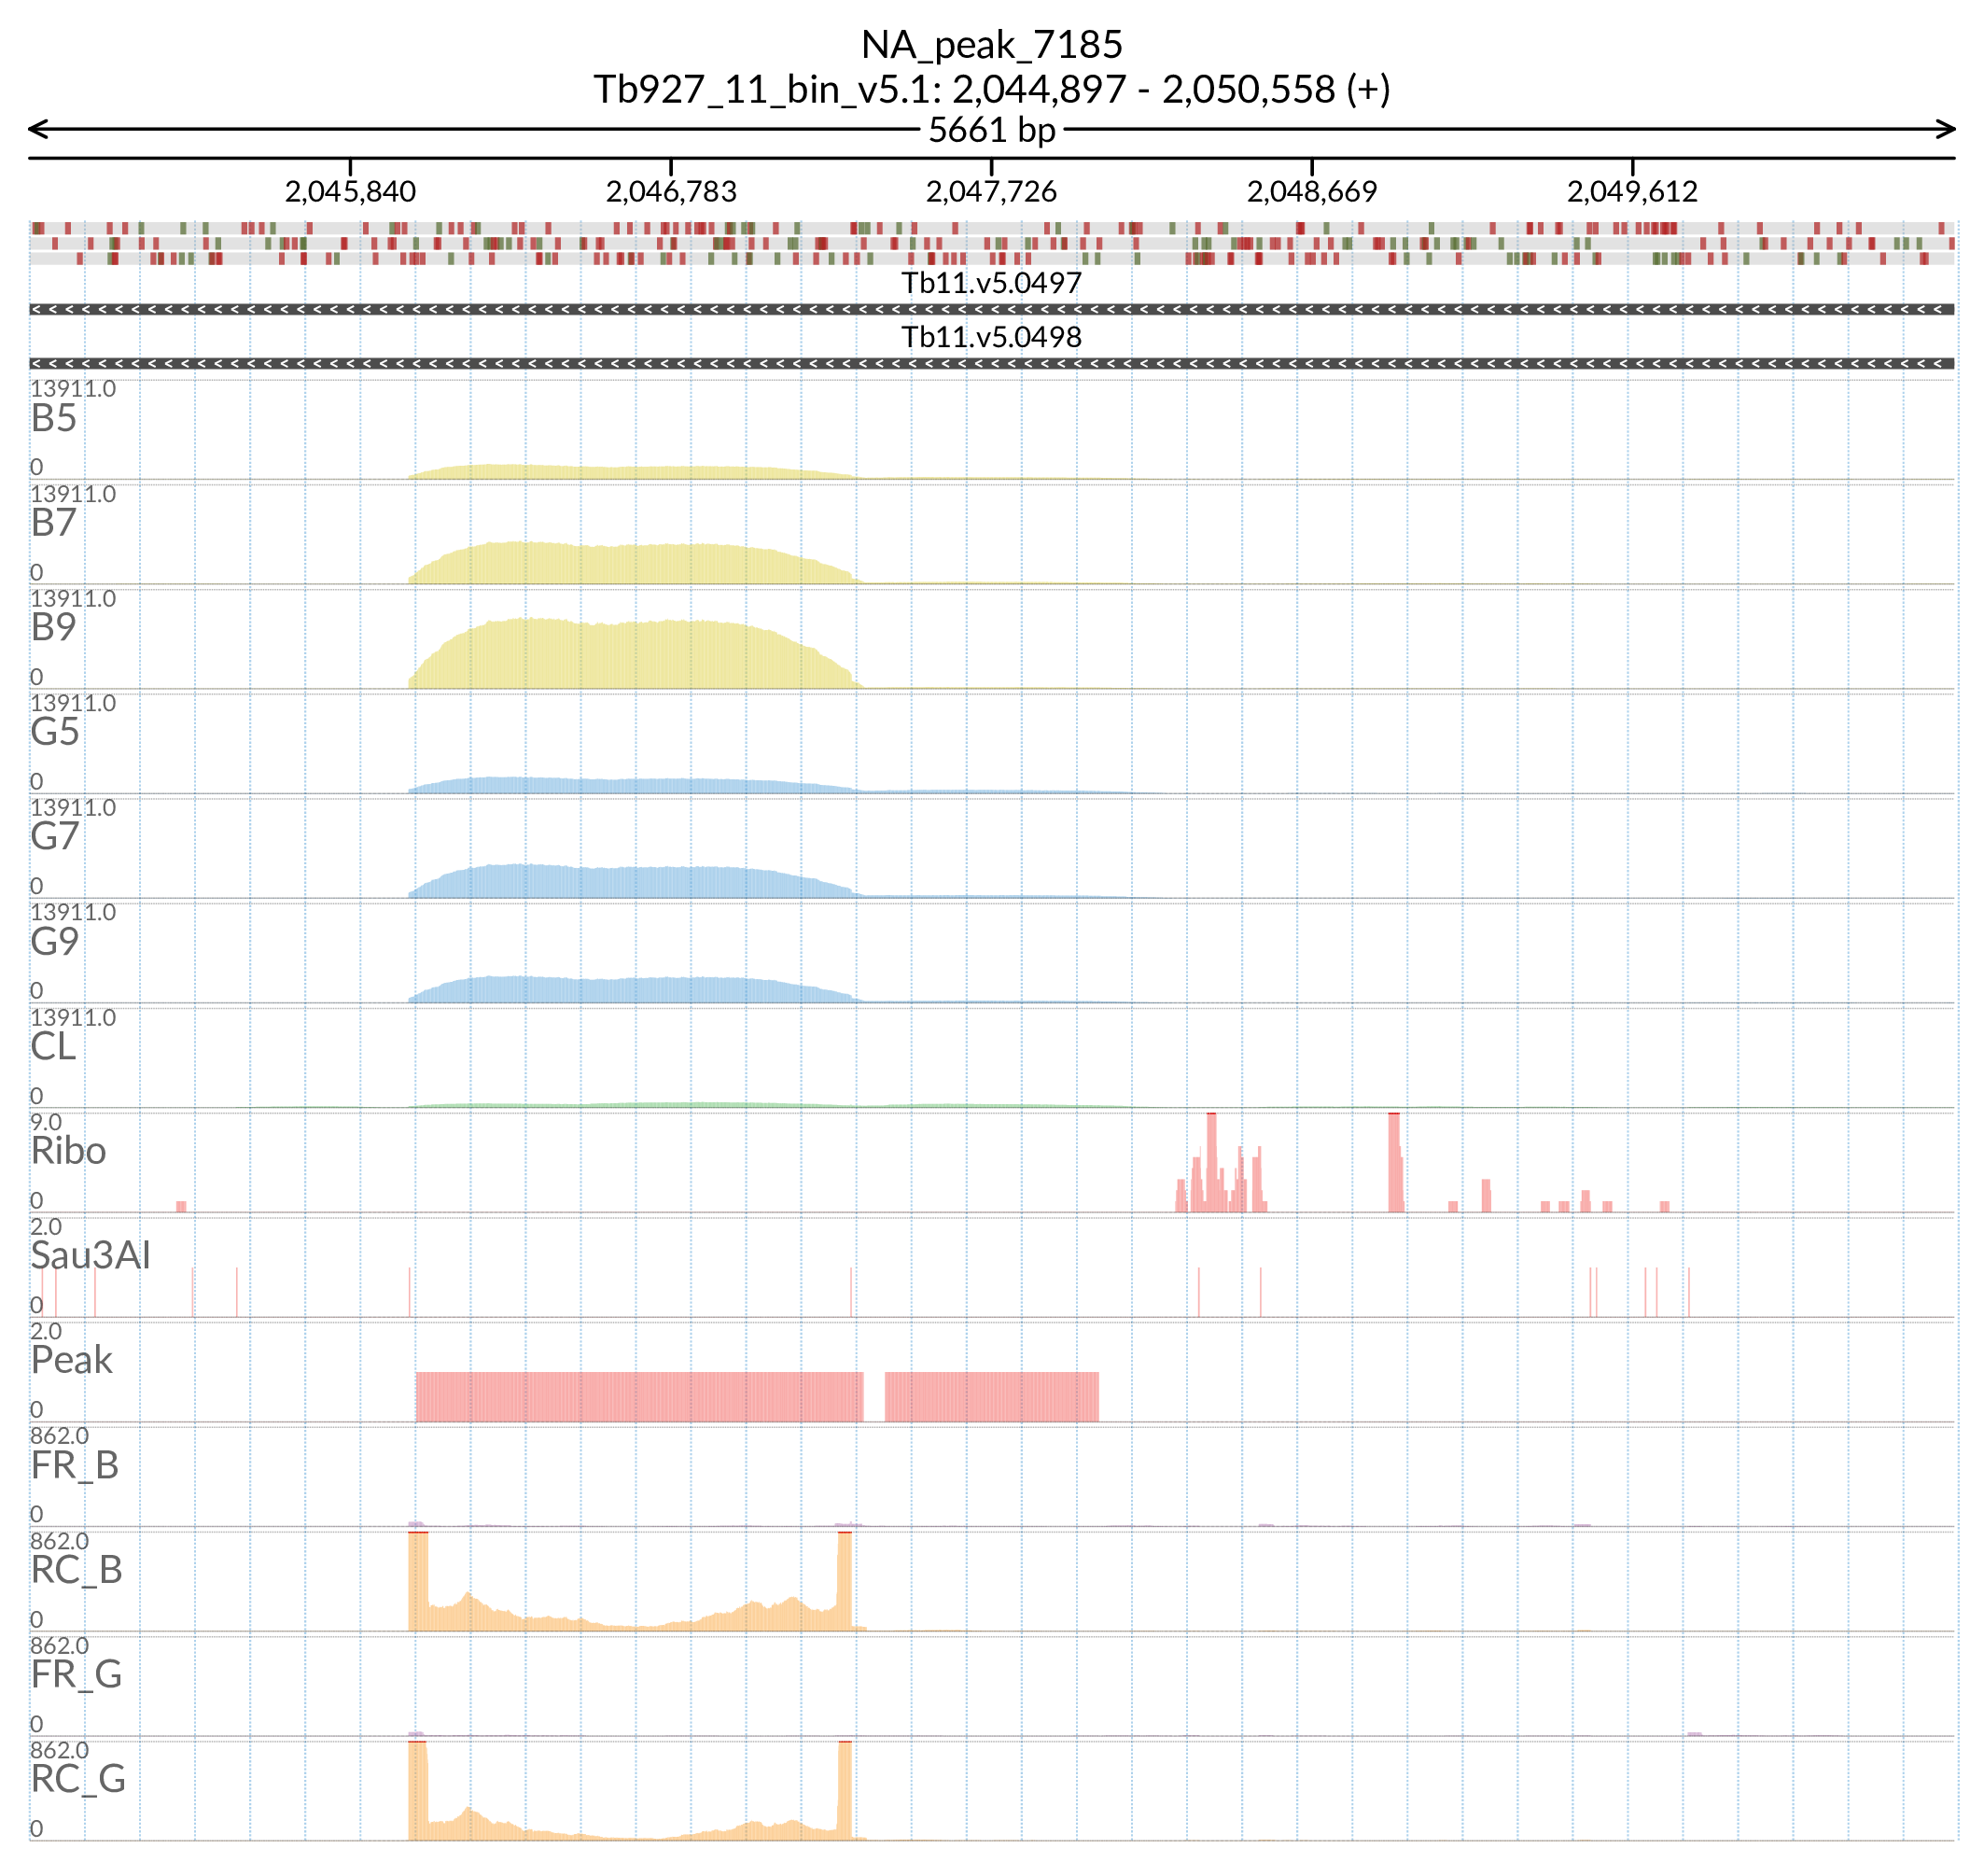 NA_peak_7185
Tb927_11_bin_v5.1: 2,044,897 - 2,050,558 (+)
5661 bp
2,045,840 2,046,783 2,047,726 2,048,669 2,049,612
Tb11.v5.0497
Tb11.v5.0498
13911.0
B5
0
13911.0
B7
0
13911.0
B9
0
13911.0
G5
0
13911.0
G7
0
13911.0
G9
0
13911.0
CL
0
9.0
Ribo
0
2.0
Sau3AI
0
2.0
Peak
0
862.0
FR_B
0
862.0
RC_B
0
862.0
FR_G
0
862.0
RC_G
0